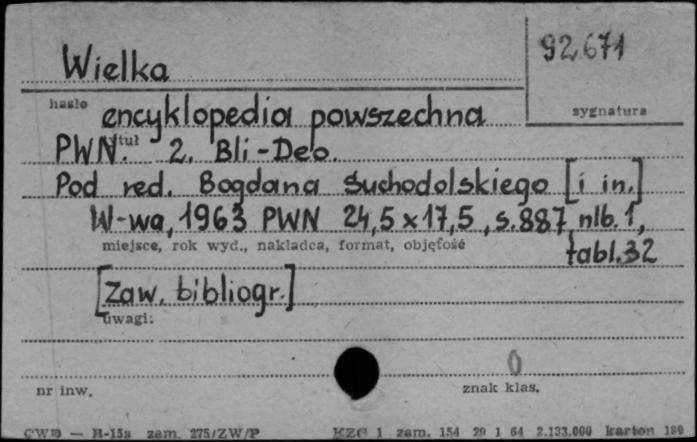 92,671
Wielka
hasło
sygnatura
encyklopedia powszechna
PWN. tuł 2. Bli-Deo.
Pod red. Bogdana Suchodolskiego [i in.]
W-wa, 1963 PWN 24,5 x 17,5, s. 887, nlb. 1,
miejsce, rok wyd., nakładca, format, objętość
tabl. 32
[Zaw. bibliogr.]
uwagi:
0
nr inw.
znak klas.
CWD — H-15a zam. 275/ZW/P KZG 1 zam. 154 29 1 64 2.133.000 karton 180